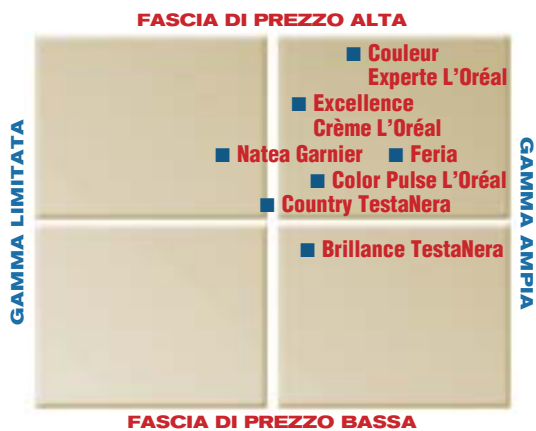 FASCIA DI PREZZO ALTA
Couleur
Experte L'Oréal
Excellence
Crème L'Oréal
Natea Garnier
Feria
Color Pulse L'Oréal
Country TestaNera
Brillance TestaNera
GAMMA LIMITATA
GAMMA AMPIA
FASCIA DI PREZZO BASSA